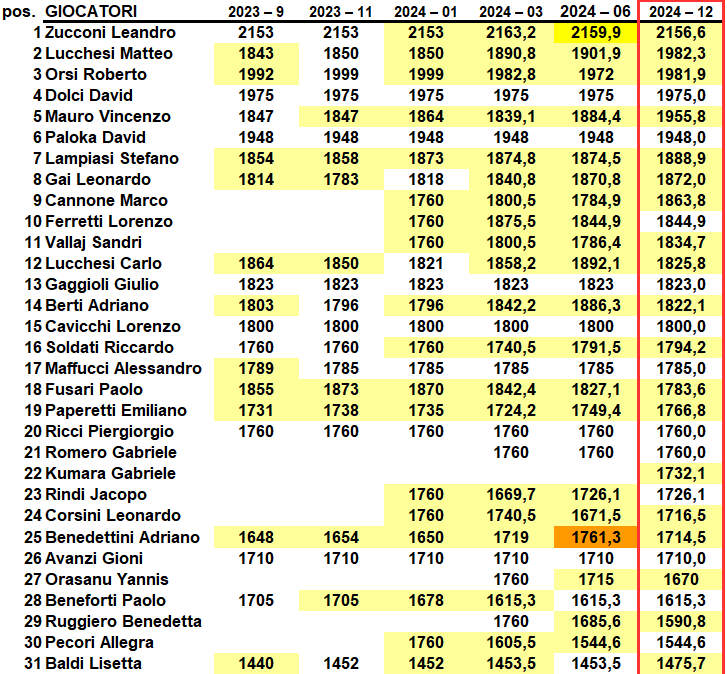 pos. GIOCATORI 2023 – 9 2023 – 11 2024 – 01 2024 – 03 2024 – 06 2024 – 12
1 Zucconi Leandro 2153 2153 2153 2163,2 2159,9 2156,6
2 Lucchesi Matteo 1843 1850 1850 1890,8 1901,9 1982,3
3 Orsi Roberto 1992 1999 1999 1982,8 1972 1981,9
4 Dolci David 1975 1975 1975 1975 1975 1975,0
5 Mauro Vincenzo 1847 1847 1864 1839,1 1884,4 1955,8
6 Paloka David 1948 1948 1948 1948 1948 1948,0
7 Lampiasi Stefano 1854 1858 1873 1874,8 1874,5 1888,9
8 Gai Leonardo 1814 1783 1818 1840,8 1870,8 1872,0
9 Cannone Marco 1760 1800,5 1784,9 1863,8
10 Ferretti Lorenzo 1760 1875,5 1844,9 1844,9
11 Vallaj Sandri 1760 1800,5 1786,4 1834,7
12 Lucchesi Carlo 1864 1850 1821 1858,2 1892,1 1825,8
13 Gaggioli Giulio 1823 1823 1823 1823 1823 1823,0
14 Berti Adriano 1803 1796 1796 1842,2 1886,3 1822,1
15 Cavicchi Lorenzo 1800 1800 1800 1800 1800 1800,0
16 Soldati Riccardo 1760 1760 1760 1740,5 1791,5 1794,2
17 Maffucci Alessandro 1789 1785 1785 1785 1785 1785,0
18 Fusari Paolo 1855 1873 1870 1842,4 1827,1 1783,6
19 Paperetti Emiliano 1731 1738 1735 1724,2 1749,4 1766,8
20 Ricci Piergiorgio 1760 1760 1760 1760 1760 1760,0
21 Romero Gabriele 1760 1760 1760,0
22 Kumara Gabriele 1732,1
23 Rindi Jacopo 1760 1669,7 1726,1 1726,1
24 Corsini Leonardo 1760 1740,5 1671,5 1716,5
25 Benedettini Adriano 1648 1654 1650 1719 1761,3 1714,5
26 Avanzi Gioni 1710 1710 1710 1710 1710 1710,0
27 Orasanu Yannis 1760 1715 1670
28 Beneforti Paolo 1705 1705 1678 1615,3 1615,3 1615,3
29 Ruggiero Benedetta 1760 1685,6 1590,8
30 Pecori Allegra 1760 1605,5 1544,6 1544,6
31 Baldi Lisetta 1440 1452 1452 1453,5 1453,5 1475,7